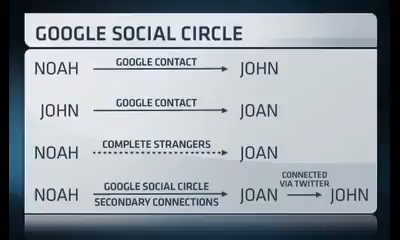 GOOGLE SOCIAL CIRCLE
NOAH GOOGLE CONTACT JOHN
JOHN GOOGLE CONTACT JOAN
NOAH COMPLETE STRANGERS JOAN
CONNECTED
VIA TWITTER
NOAH GOOGLE SOCIAL CIRCLE JOAN JOHN
SECONDARY CONNECTIONS